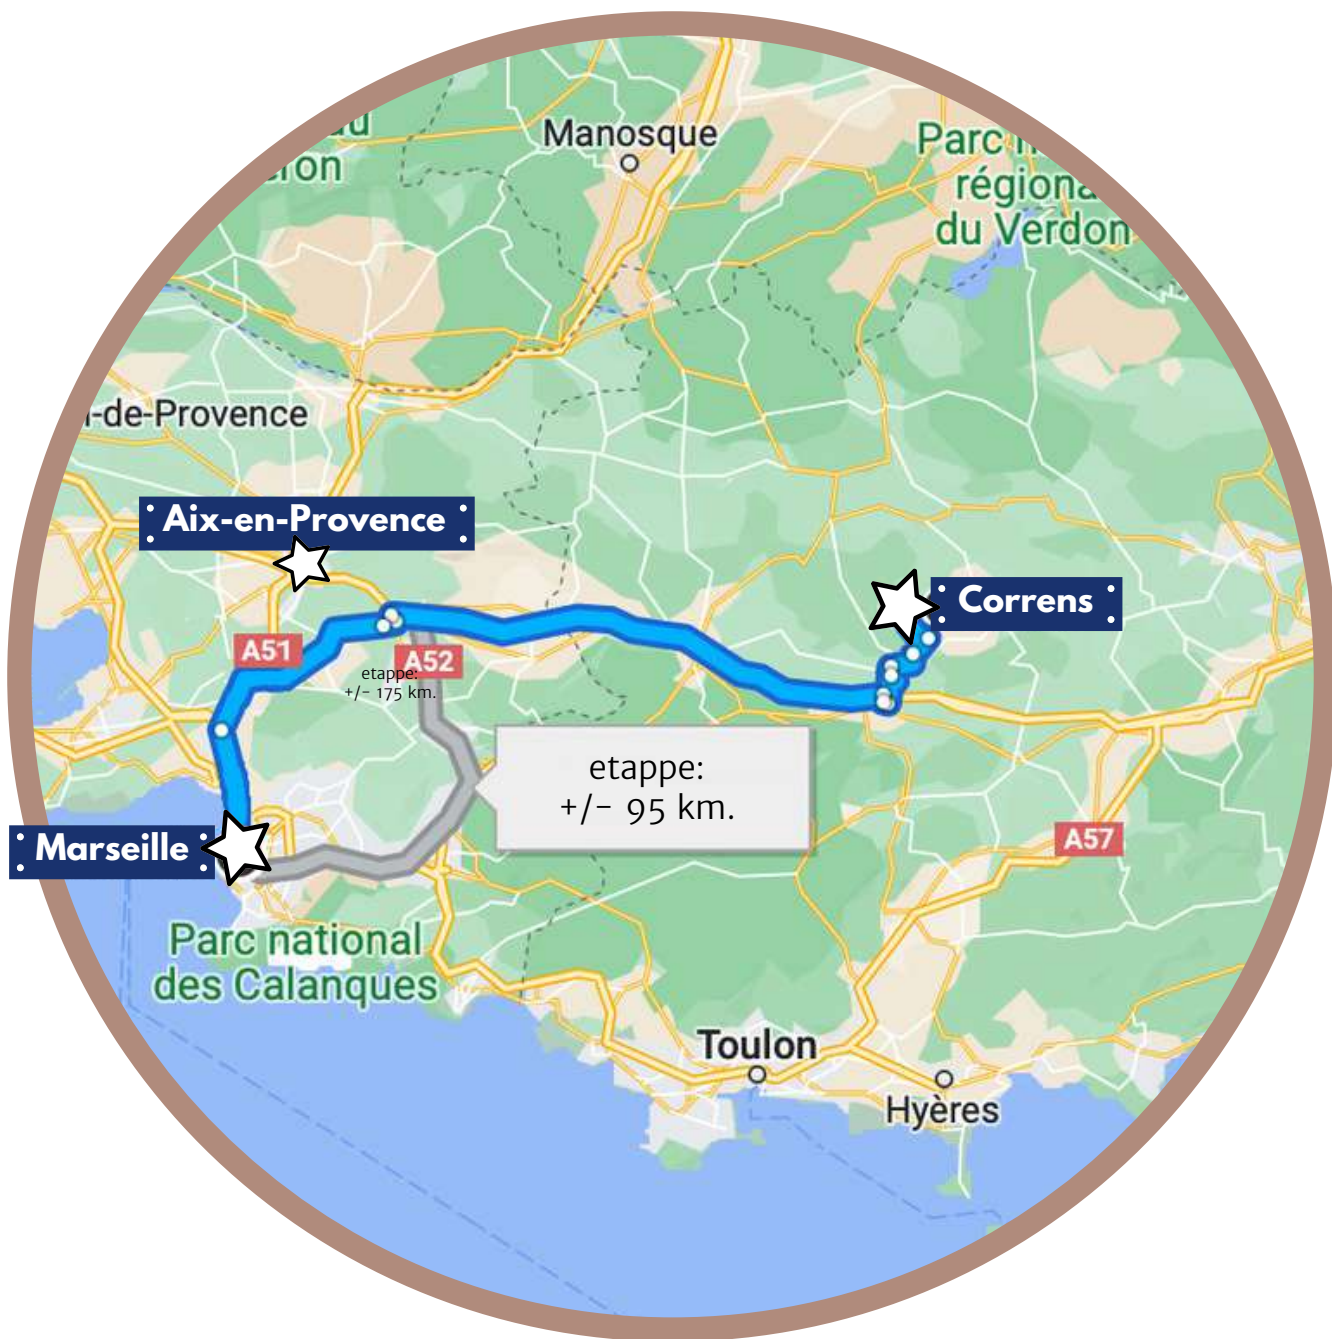 Manosque
Parc
du Verdon
-de-Provence
Aix-en-Provence
Correns
A51
A52
etappe:
+/- 175 km.
etappe:
+/- 95 km.
Marseille
A57
Parc national
des Calanques
Toulon
Hyères